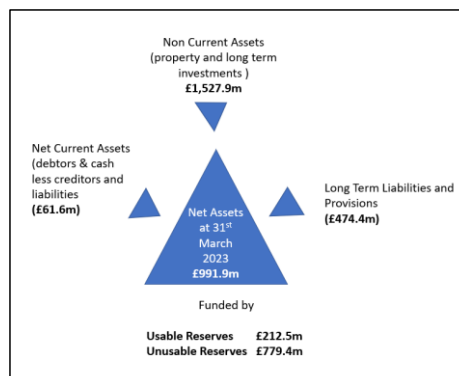 Non Current Assets
(property and long term
investments )
£1,527.9m
Net Current Assets
(debtors & cash
less creditors and
liabilities
(£61.6m)
Long Term Liabilities and
Provisions
(£474.4m)
Net Assets
at 31st
March
2023
£991.9m
Funded by
Usable Reserves £212.5m
Unusable Reserves £779.4m